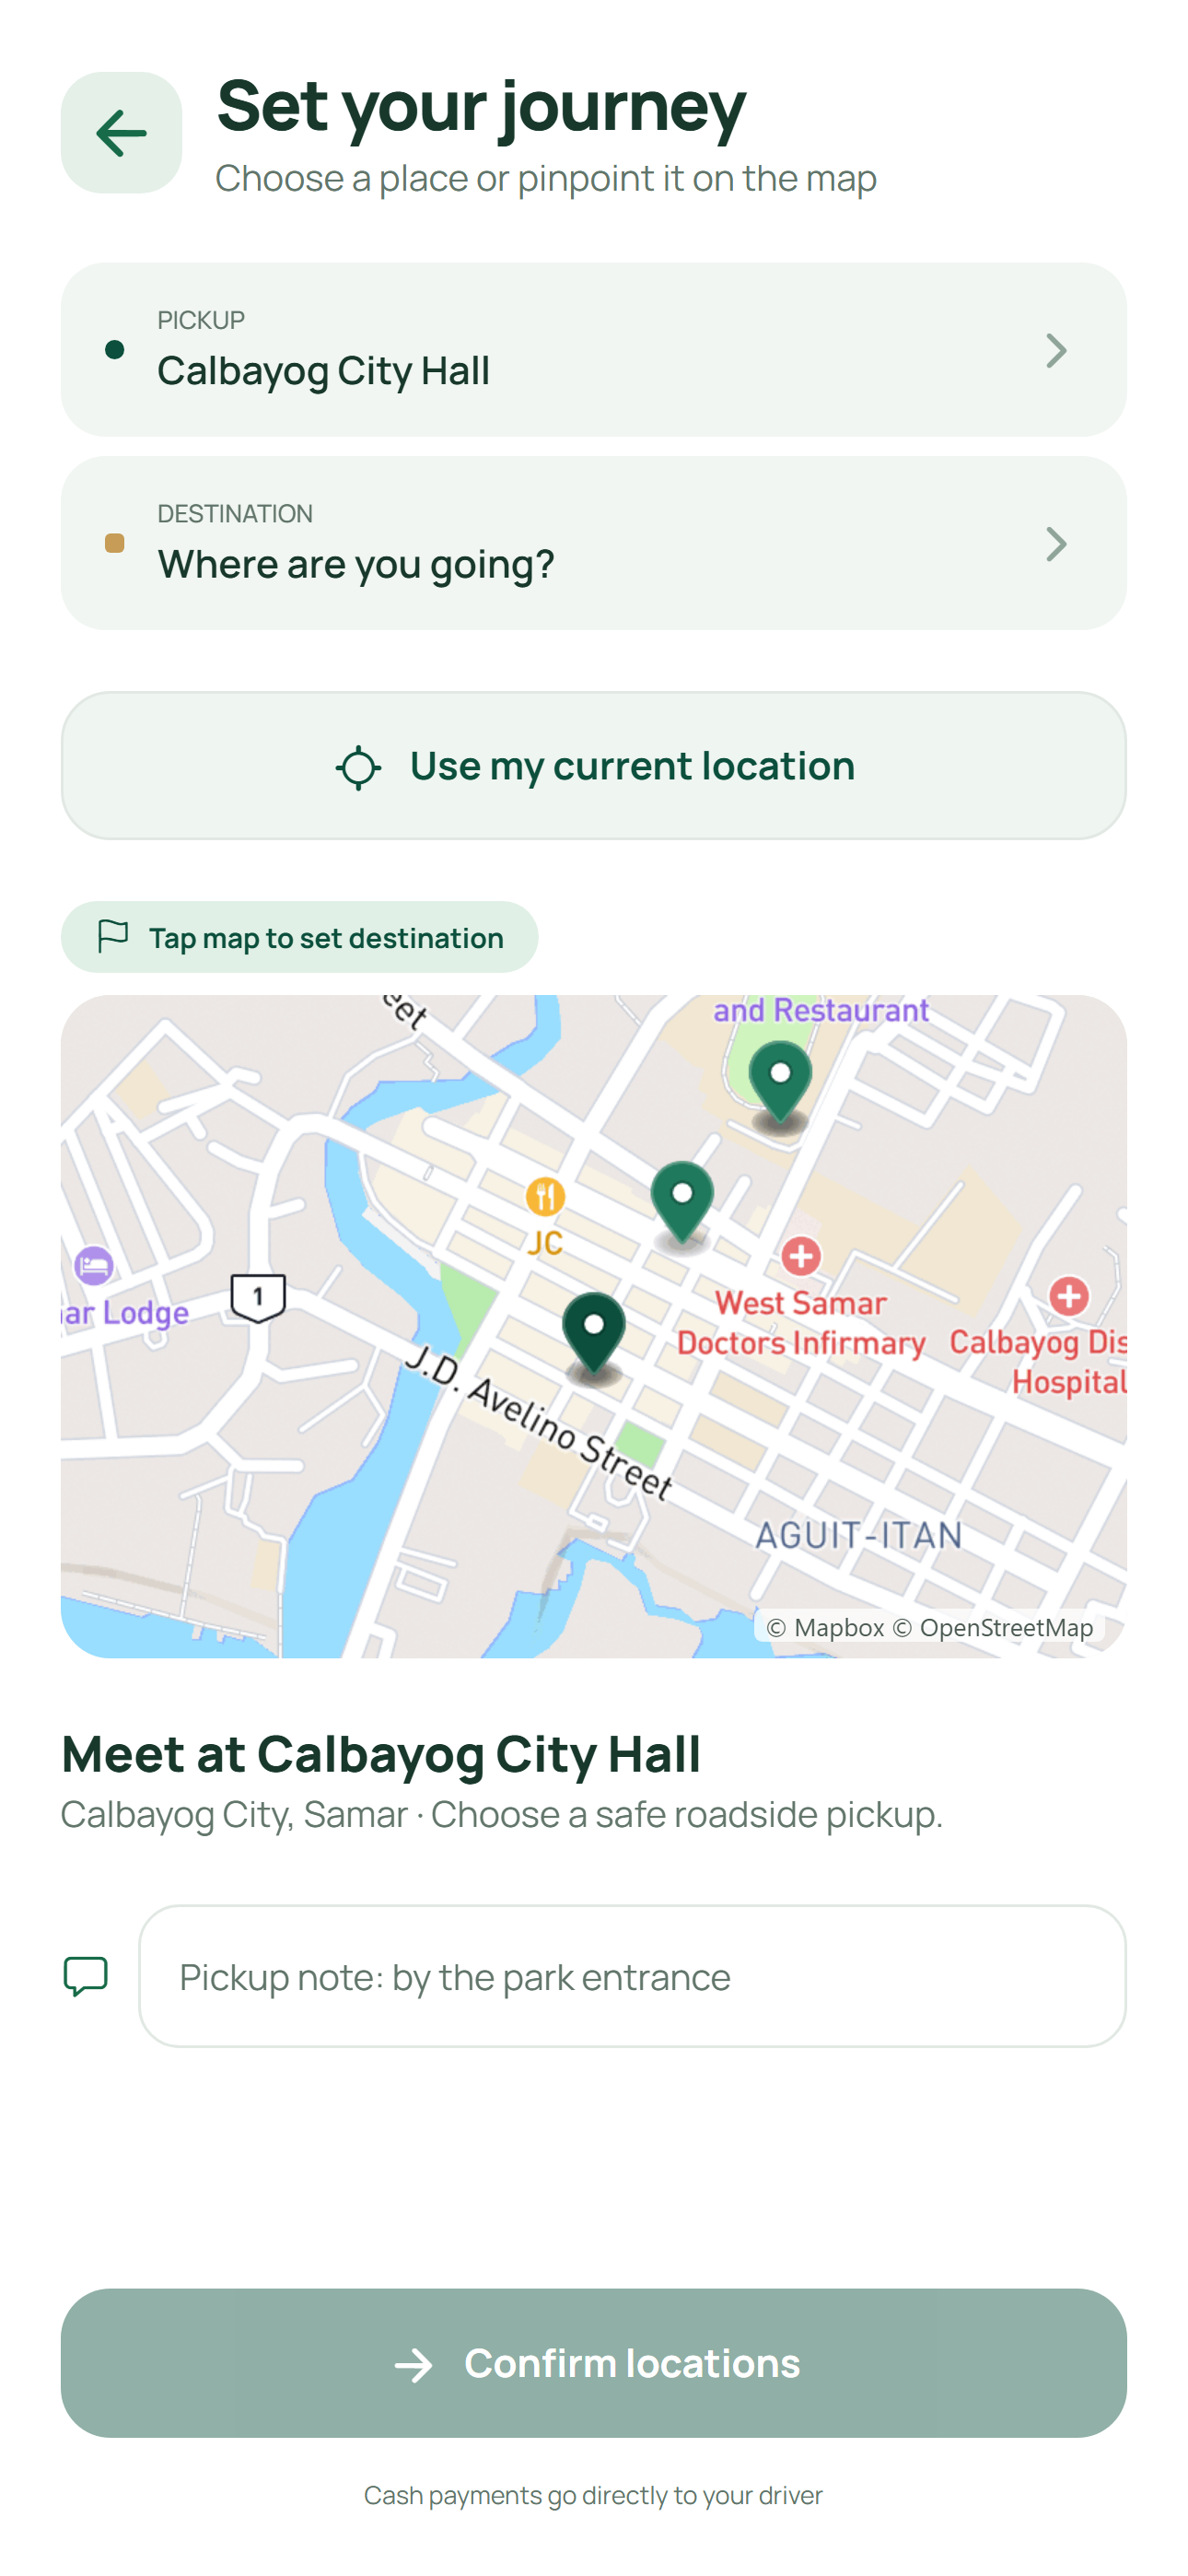 Set your journey
Choose a place or pinpoint it on the map
PICKUP
Calbayog City Hall
DESTINATION
Where are you going?
Use my current location
Tap map to set destination
eet
and Restaurant
JC
1
ar Lodge
West Samar
Doctors Infirmary
Calbayog Dis
Hospital
J.D. Avelino Street
AGUIT-ITAN
© Mapbox © OpenStreetMap
Meet at Calbayog City Hall
Calbayog City, Samar · Choose a safe roadside pickup.
Pickup note: by the park entrance
Confirm locations
Cash payments go directly to your driver